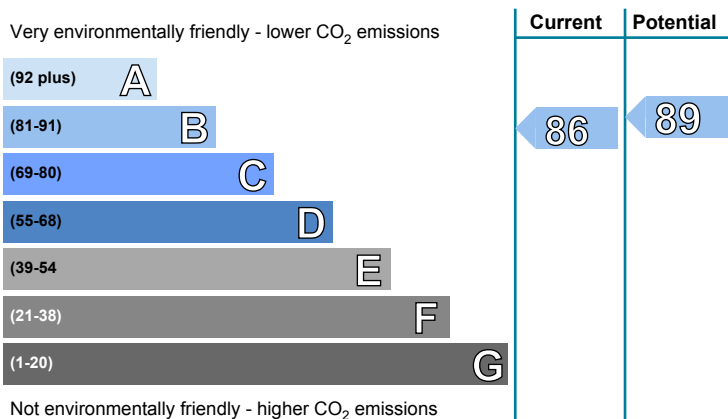 Current Potential
Very environmentally friendly - lower CO2 emissions
(92 plus) A
(81-91) B
86 89
(69-80) C
(55-68) D
(39-54 E
(21-38) F
(1-20) G
Not environmentally friendly - higher CO2 emissions